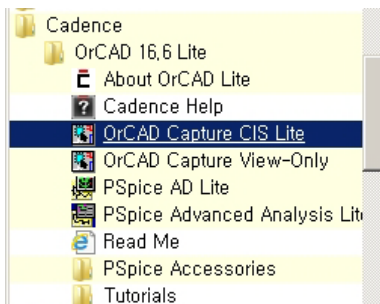 Cadence
OrCAD 16,6 Lite
About OrCAD Lite
Cadence Help
OrCAD Capture CIS Lite
OrCAD Capture View-Only
PSpice AD Lite
PSpice Advanced Analysis Lite
Read Me
PSpice Accessories
Tutorials